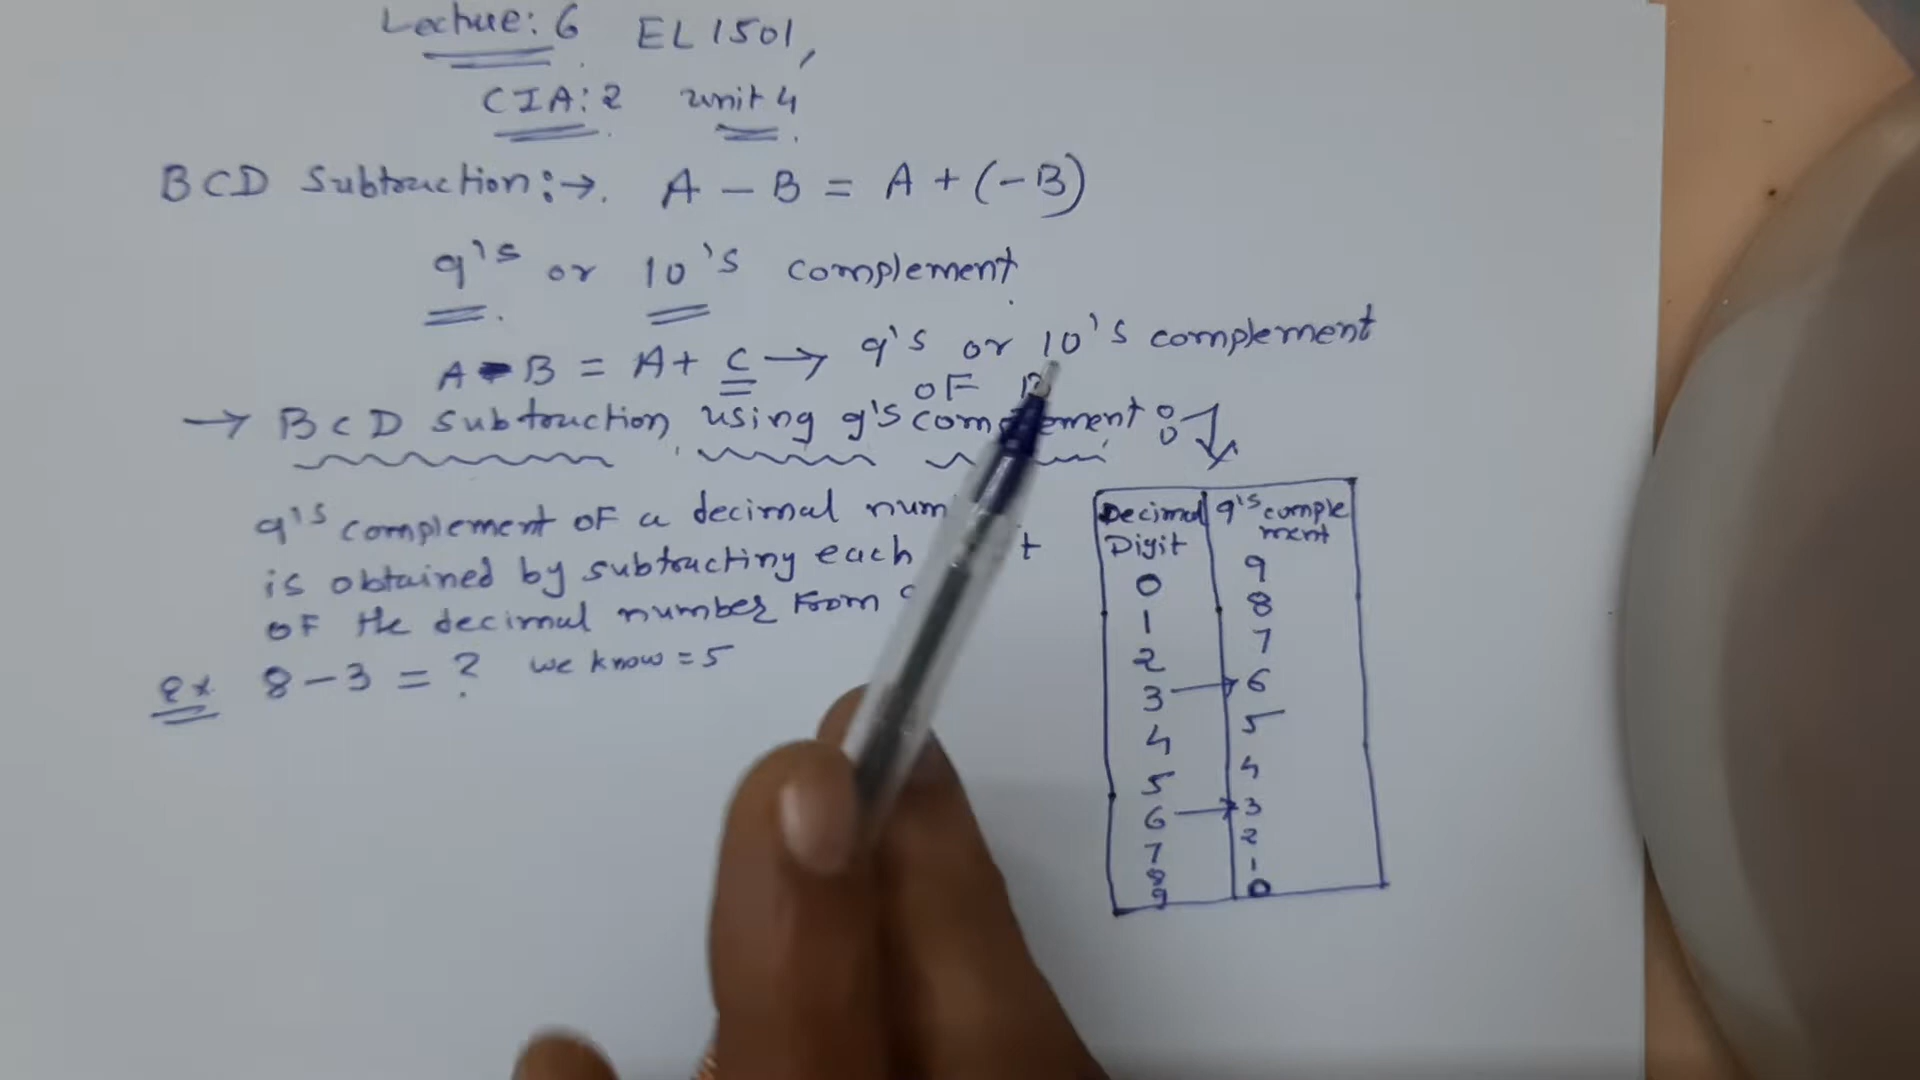 Lecture: 6 EL1501,
CIA: 2 unit 4
BCD Subtraction :→. A - B = A + (-B)
9's or 10's complement
A - B = A + C → 9's or 10's complement
OF
→ BCD Subtraction using 9's complement :
9's complement OF a decimal
is obtained by subtracting each
OF the decimal number From
Ex 8 - 3 = ? we know = 5
Decimal Digit 9's complement
0 9
1 8
2 7
3 → 6
4 5
5 4
6 → 3
7 2
8 1
9 0